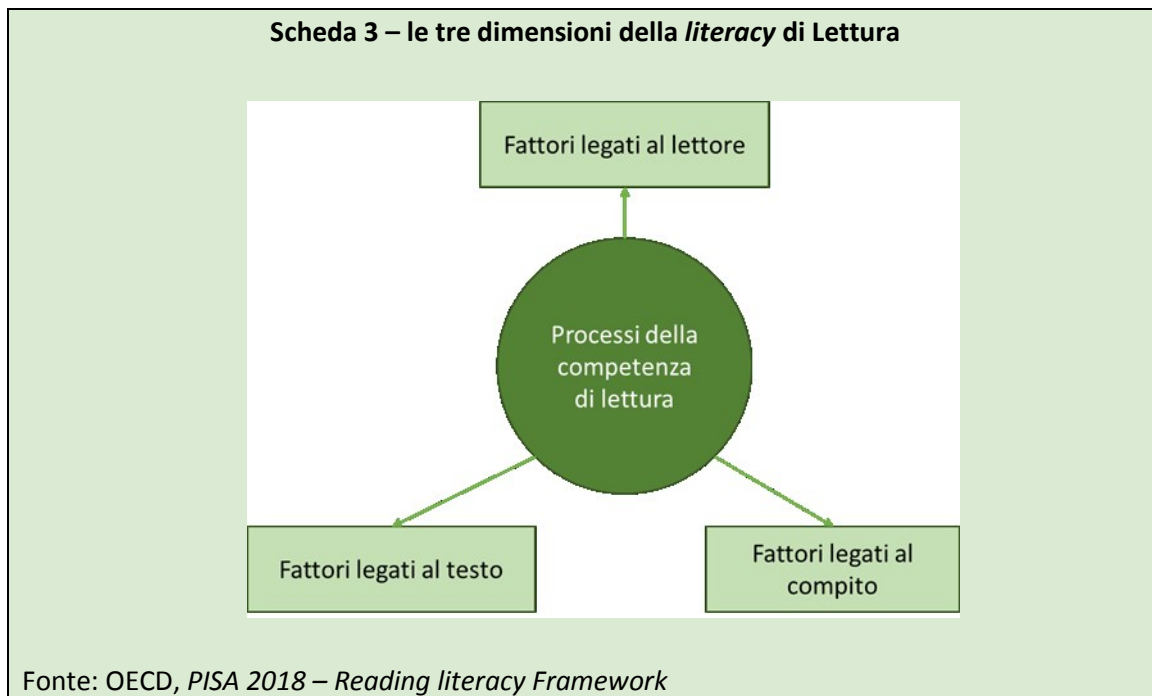 Scheda 3 – le tre dimensioni della literacy di Lettura
Fattori legati al lettore
Processi della
competenza
di lettura
Fattori legati al testo
Fattori legati al
compito
Fonte: OECD, PISA 2018 – Reading literacy Framework